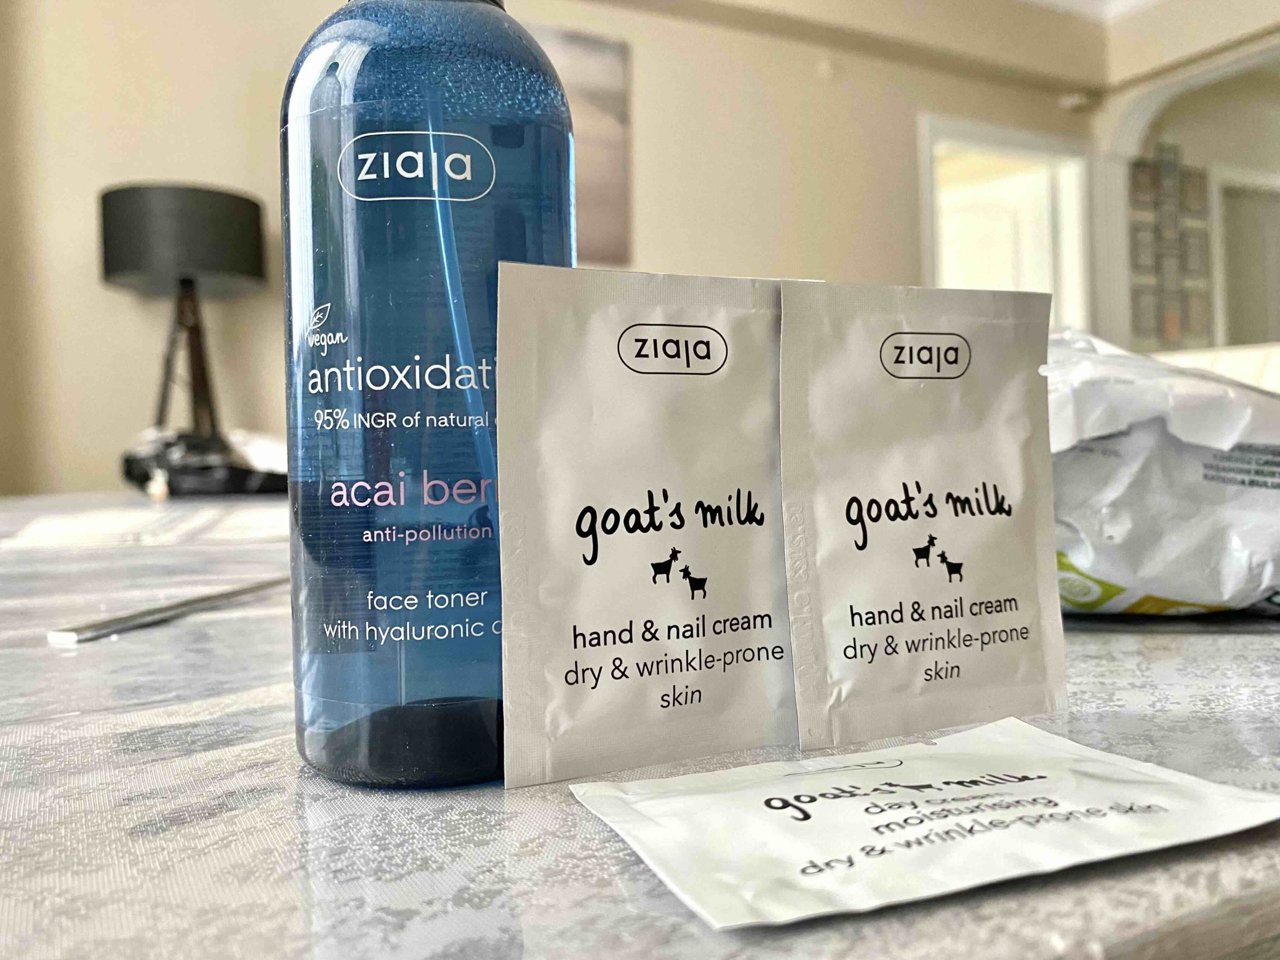 ziaja
vegan
antioxidati
95% INGR of natural
acai ber
anti-pollution
face toner
with hyaluronic
ziaja
goat's milk
hand & nail cream
dry & wrinkle-prone
skin
ziaja
goat's milk
hand & nail cream
dry & wrinkle-prone
skin
goat's milk
day cream
moisturising
dry & wrinkle-prone skin